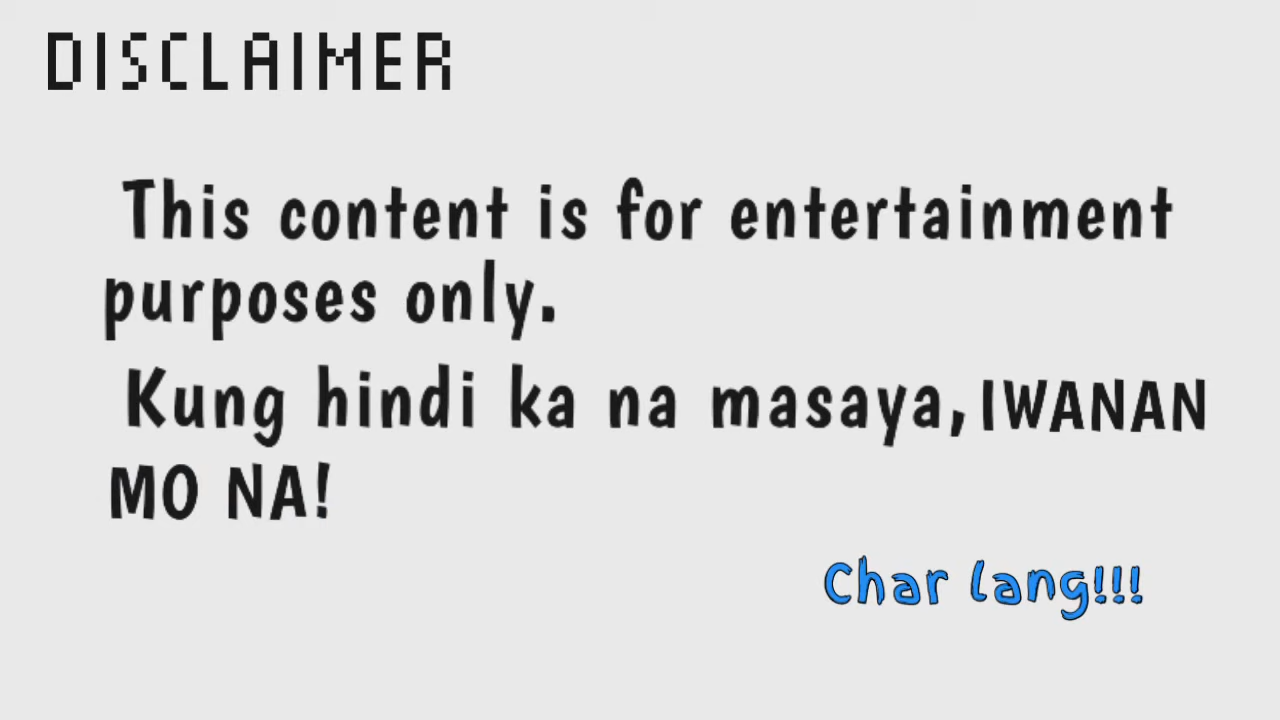 DISCLAIMER
This content is for entertainment
purposes only.
Kung hindi ka na masaya, IWANAN
MO NA!
Char lang!!!